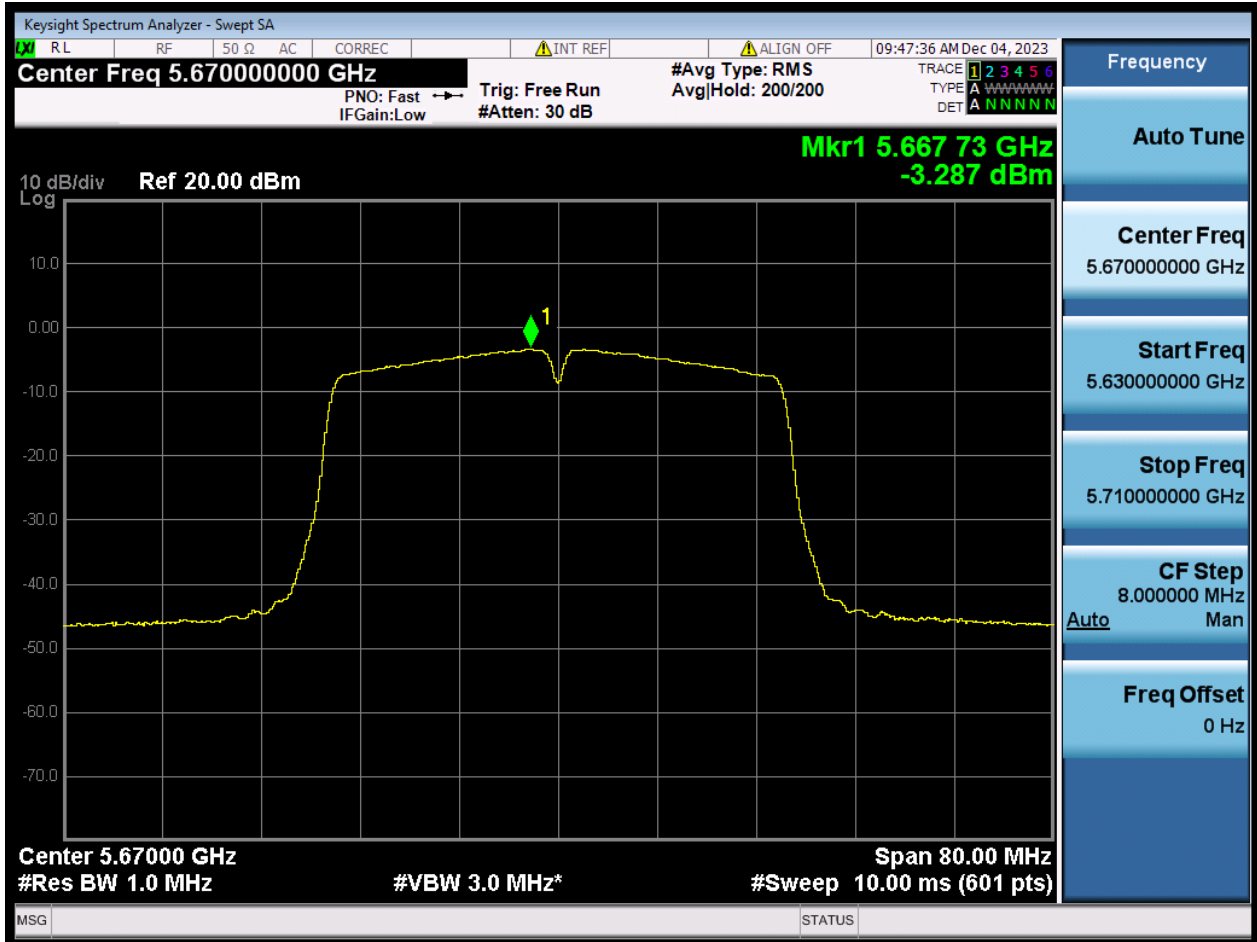 Keysight Spectrum Analyzer - Swept SA
LXI RL RF 50 Ω AC CORREC INT REF ALIGN OFF 09:47:36 AM Dec 04, 2023
Center Freq 5.670000000 GHz
PNO: Fast
IFGain:Low
Trig: Free Run
#Atten: 30 dB
#Avg Type: RMS
Avg|Hold: 200/200
TRACE 1 2 3 4 5 6
TYPE A WWWWW
DET A N N N N N
Mkr1 5.667 73 GHz
-3.287 dBm
10 dB/div Ref 20.00 dBm
Log
10.0
0.00
-10.0
-20.0
-30.0
-40.0
-50.0
-60.0
-70.0
1
Center 5.67000 GHz Span 80.00 MHz
#Res BW 1.0 MHz #VBW 3.0 MHz* #Sweep 10.00 ms (601 pts)
MSG STATUS
Frequency
Auto Tune
Center Freq
5.670000000 GHz
Start Freq
5.630000000 GHz
Stop Freq
5.710000000 GHz
CF Step
8.000000 MHz
Auto Man
Freq Offset
0 Hz